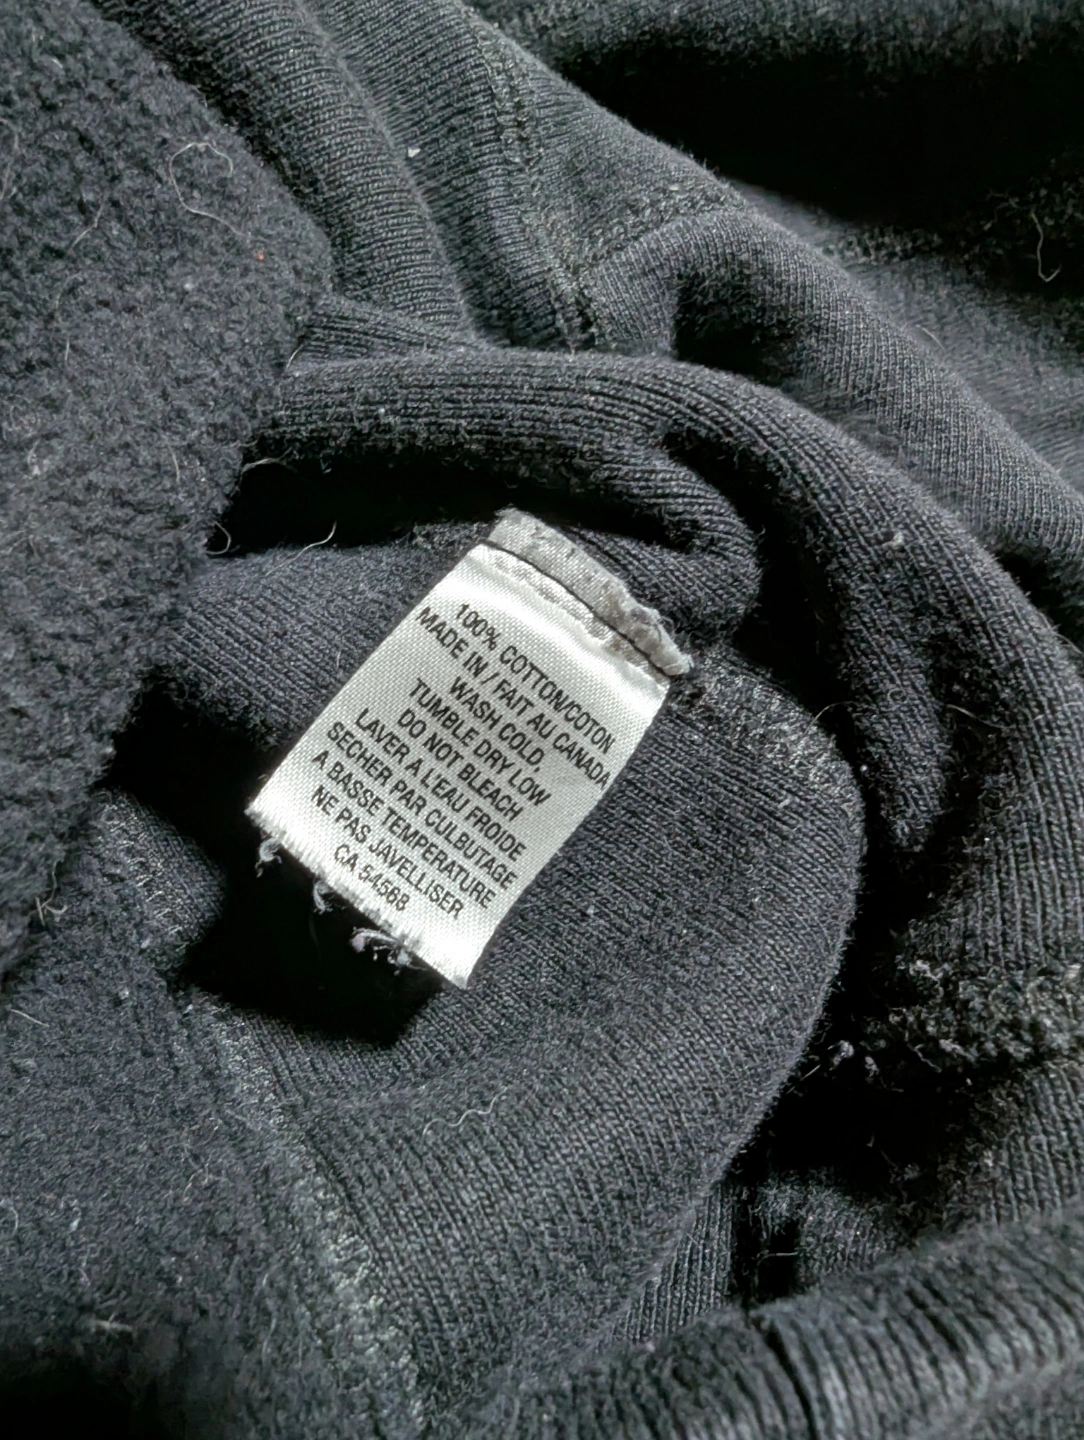 100% COTTON/COTON
MADE IN / FAIT AU CANADA
WASH COLD,
TUMBLE DRY LOW
DO NOT BLEACH
LAVER A L'EAU FROIDE
SECHER PAR CULBUTAGE
A BASSE TEMPERATURE
NE PAS JAVELLISER
CA 54568